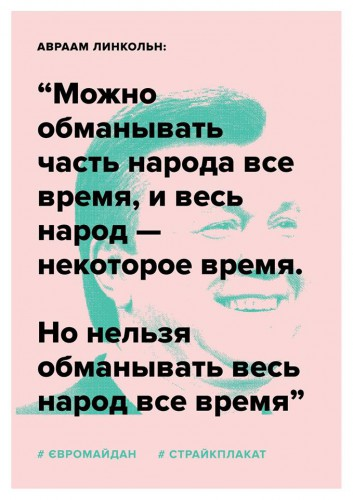 АВРААМ ЛИНКОЛЬН:
“Можно
обманывать
часть народа все
время, и весь
народ —
некоторое время.
Но нельзя
обманывать весь
народ все время”
# ЄВРОМАЙДАН # СТРАЙКПЛАКАТ